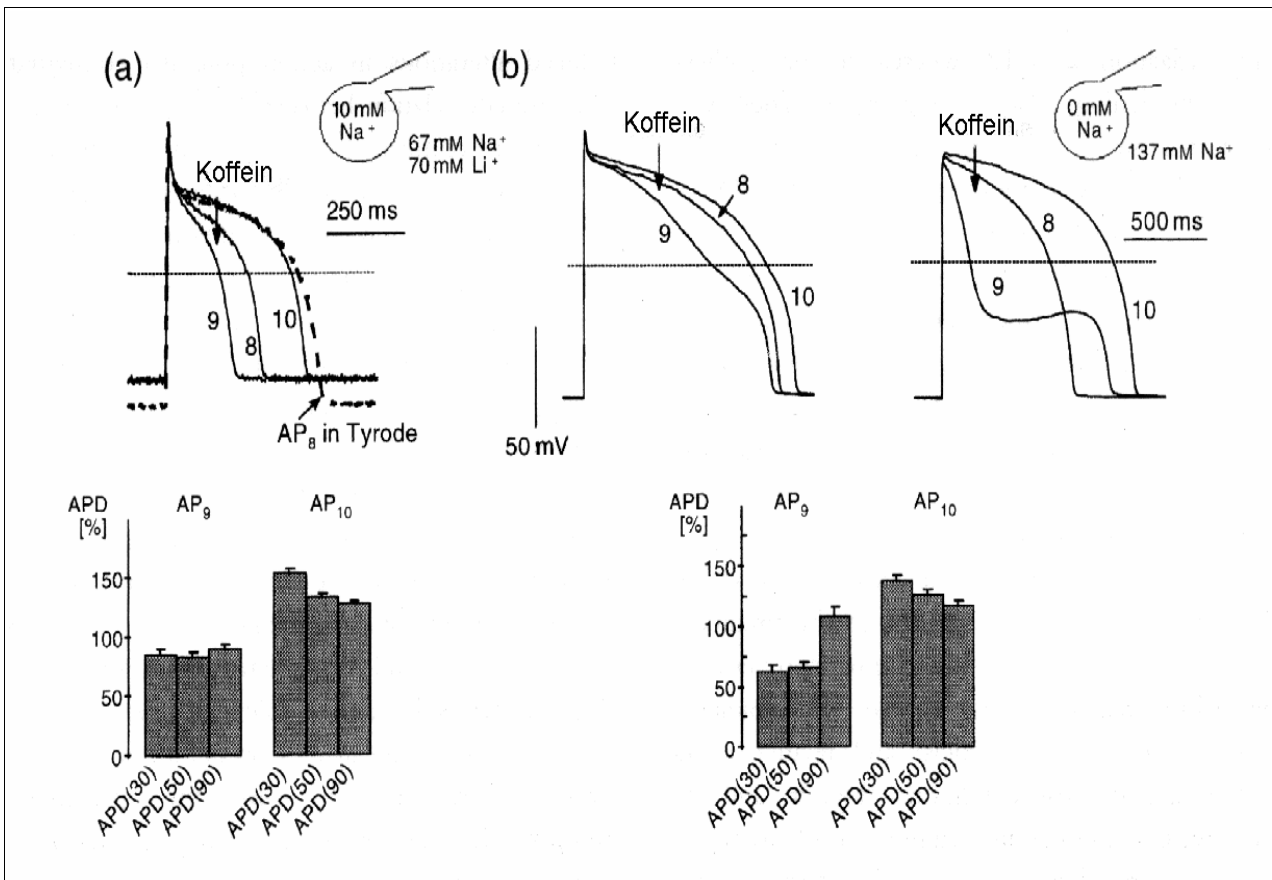 (a)
10 mM
Na+
67 mM Na+
70 mM Li+
Koffein
250 ms
9
8
10
AP8 in Tyrode
(b)
Koffein
8
9
10
50 mV
0 mM
Na+
137 mM Na+
Koffein
500 ms
8
9
10
APD
[%]
AP9
AP10
150
100
50
0
APD(30)
APD(50)
APD(90)
APD(30)
APD(50)
APD(90)
APD
[%]
AP9
AP10
150
100
50
0
APD(30)
APD(50)
APD(90)
APD(30)
APD(50)
APD(90)